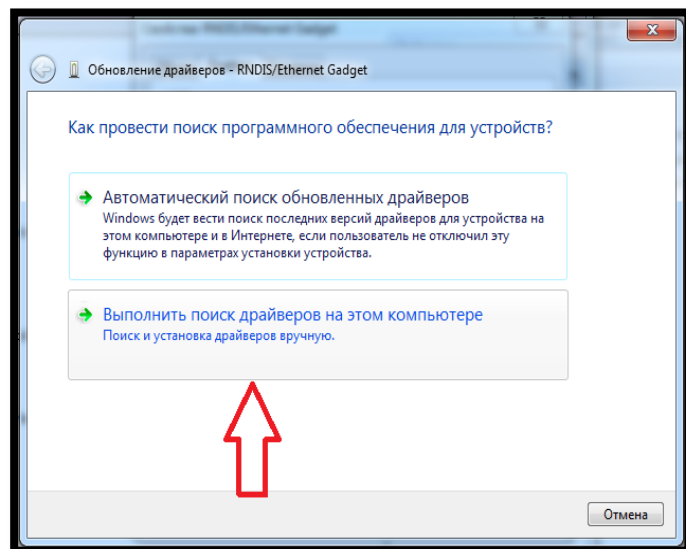 Обновление драйверов - RNDIS/Ethernet Gadget
Как провести поиск программного обеспечения для устройств?
Автоматический поиск обновленных драйверов
Windows будет вести поиск последних версий драйверов для устройства на
этом компьютере и в Интернете, если пользователь не отключил эту
функцию в параметрах установки устройства.
Выполнить поиск драйверов на этом компьютере
Поиск и установка драйверов вручную.
Отмена